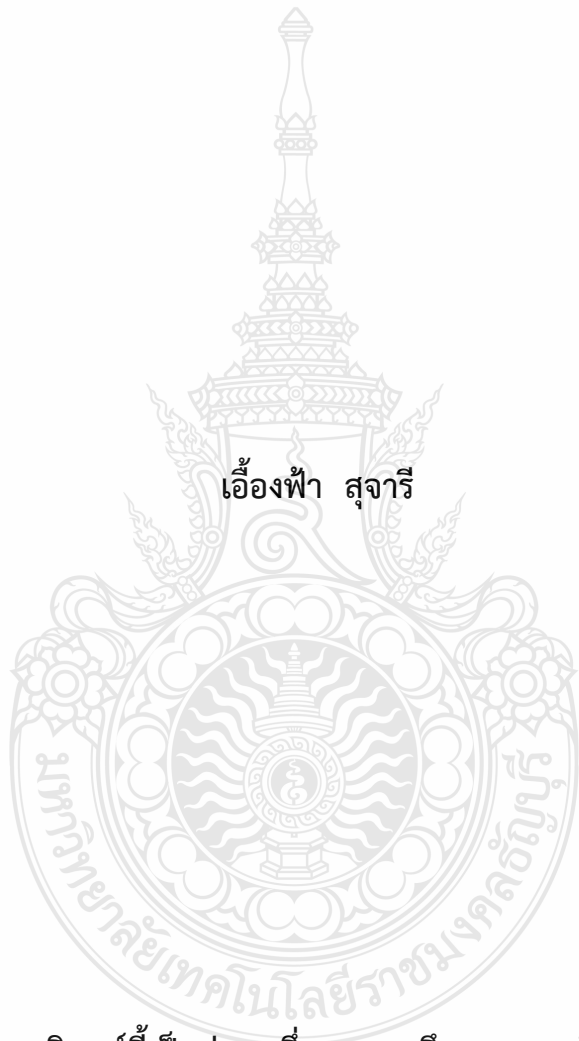 เอื้องฟ้า สุจารี
มหาวิทยาลัยเทคโนโลยีราชมงคลธัญบุรี